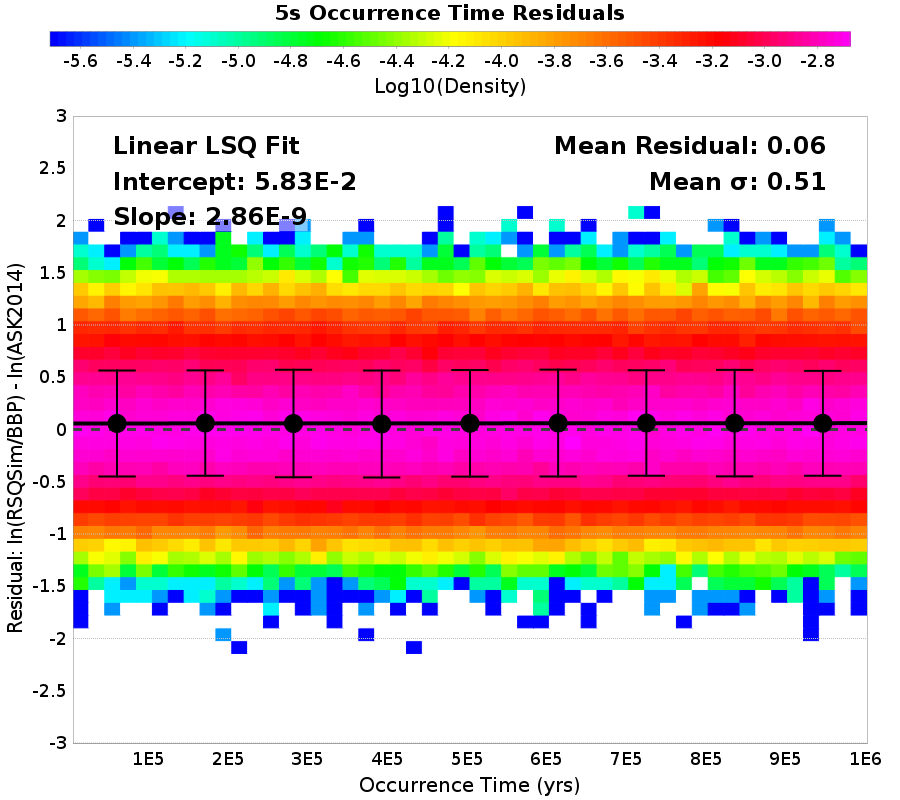 5s Occurrence Time Residuals
-5.6 -5.4 -5.2 -5.0 -4.8 -4.6 -4.4 -4.2 -4.0 -3.8 -3.6 -3.4 -3.2 -3.0 -2.8
Log10(Density)
Linear LSQ Fit
Intercept: 5.83E-2
Slope: 2.86E-9
Mean Residual: 0.06
Mean σ: 0.51
Residual: ln(RSQSim/BBP) - ln(ASK2014)
3
2.5
2
1.5
1
0.5
0
-0.5
-1
-1.5
-2
-2.5
-3
1E5 2E5 3E5 4E5 5E5 6E5 7E5 8E5 9E5 1E6
Occurrence Time (yrs)